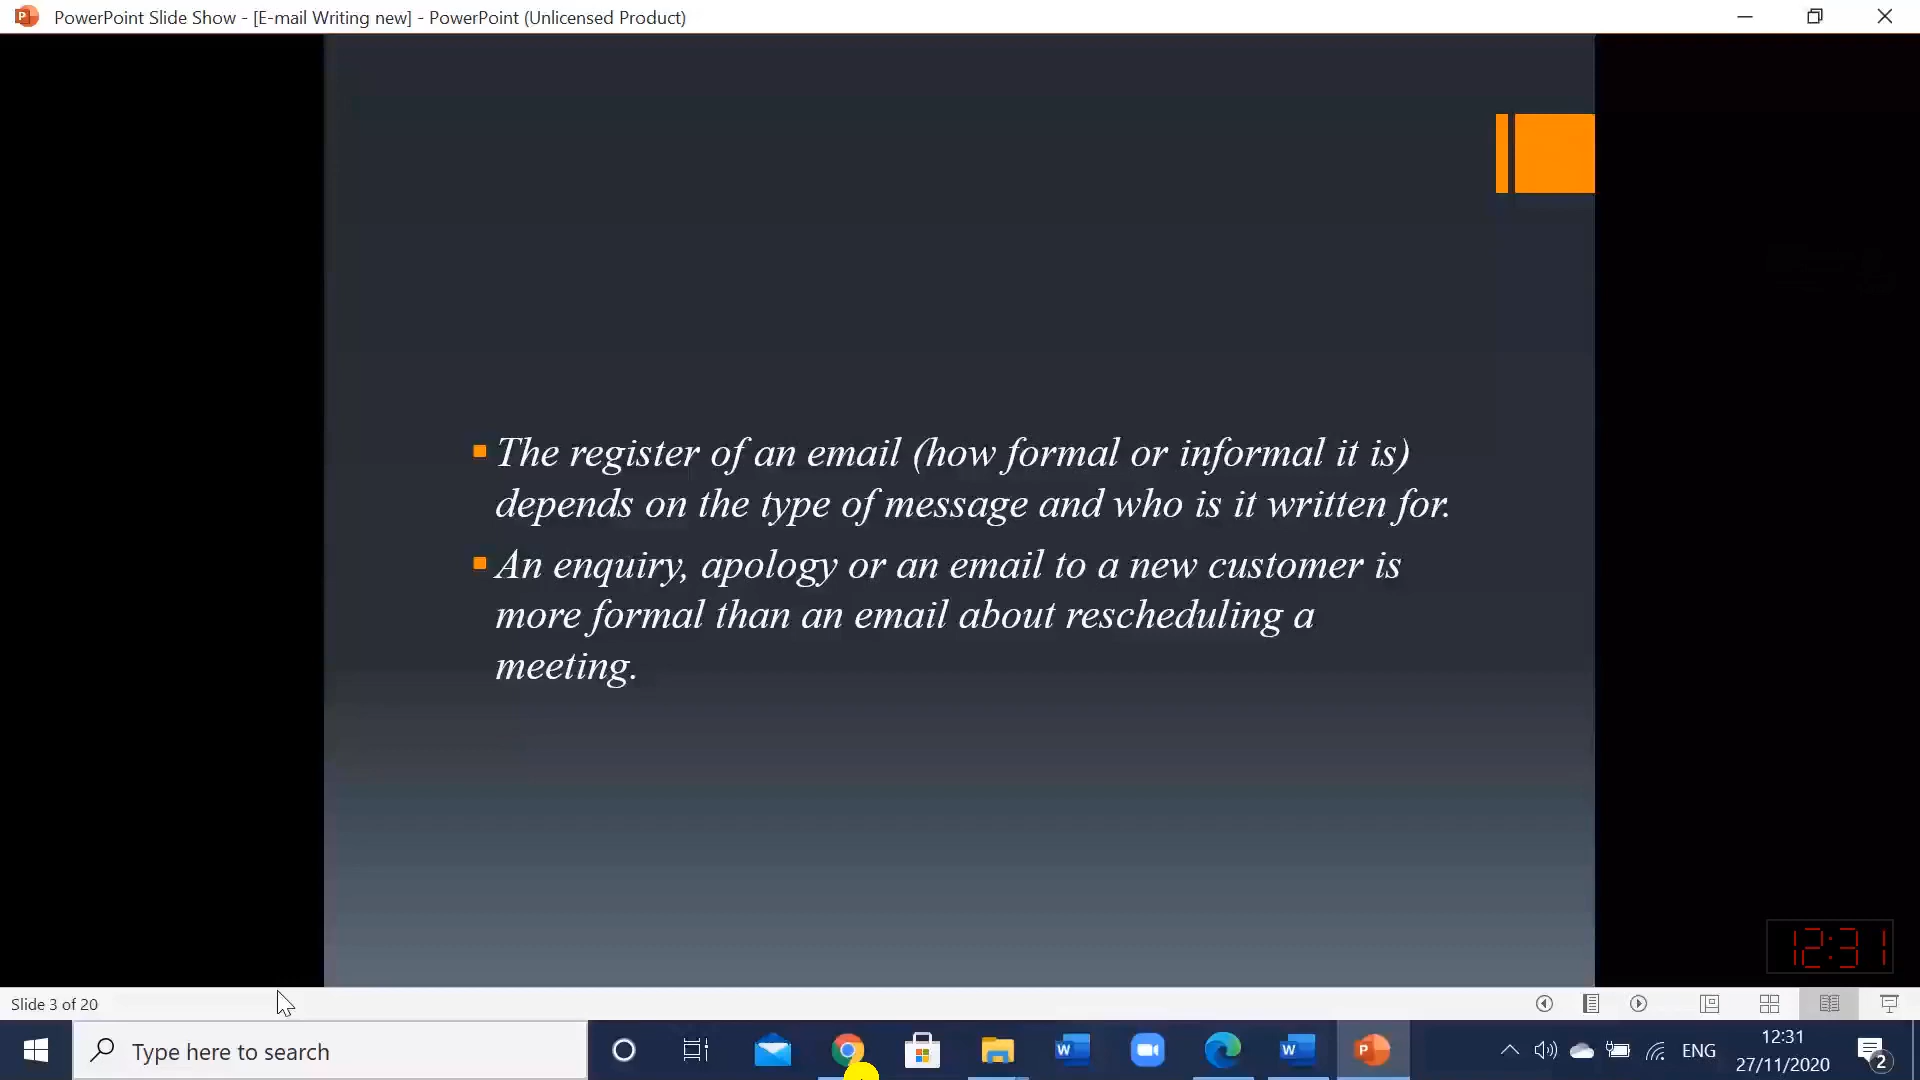 PowerPoint Slide Show - [E-mail Writing new] - PowerPoint (Unlicensed Product)
The register of an email (how formal or informal it is)
depends on the type of message and who is it written for.
An enquiry, apology or an email to a new customer is
more formal than an email about rescheduling a
meeting.
12:31
Slide 3 of 20
Type here to search
ENG
12:31
27/11/2020
2